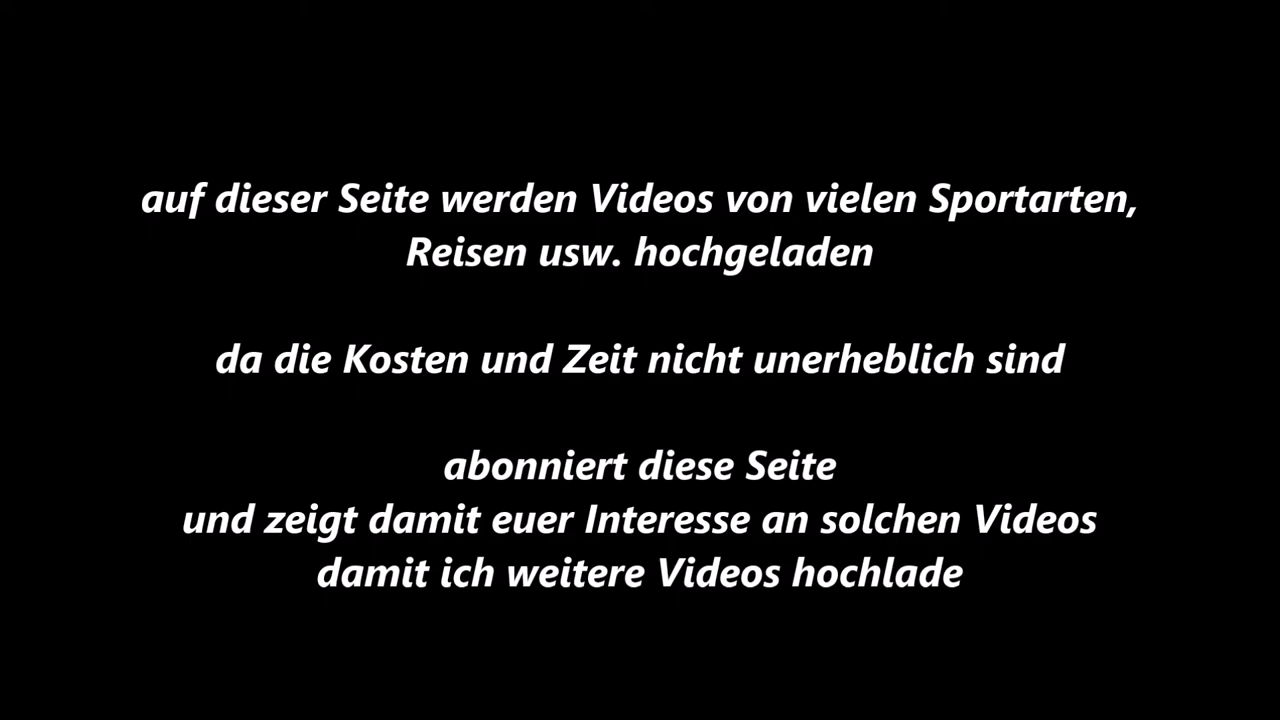 auf dieser Seite werden Videos von vielen Sportarten,
Reisen usw. hochgeladen
da die Kosten und Zeit nicht unerheblich sind
abonniert diese Seite
und zeigt damit euer Interesse an solchen Videos
damit ich weitere Videos hochlade